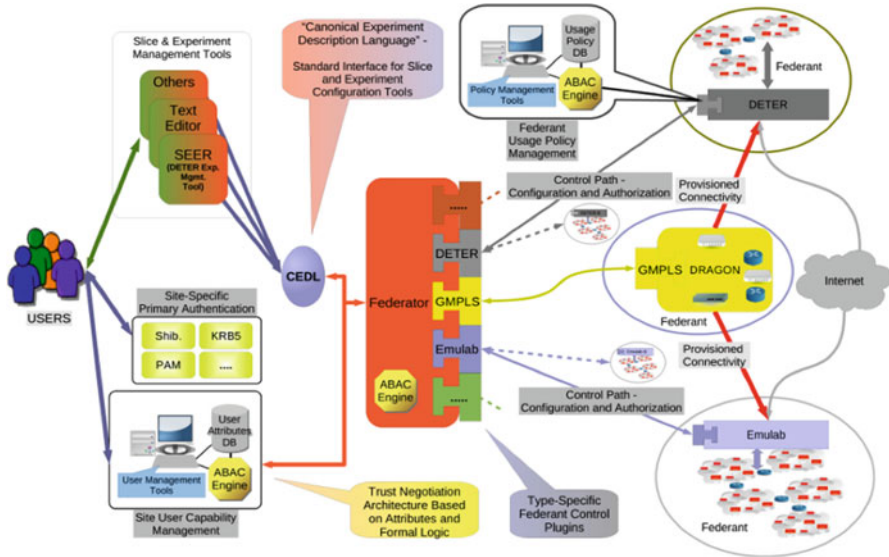 Slice & Experiment
Management Tools
Others
Text
Editor
SEER
(DETER Exp.
Mgmt.
Tool)
"Canonical Experiment
Description Language" -
Standard Interface for Slice
and Experiment
Configuration Tools
Usage
Policy
DB
Policy Management
Tools
ABAC
Engine
Federant
Usage Policy
Management
Federant
DETER
Control Path -
Configuration and Authorization
Provisioned
Connectivity
USERS
CEDL
Federator
.....
DETER
GMPLS
Emulab
.....
ABAC
Engine
GMPLS
DRAGON
Federant
Internet
Provisioned
Connectivity
Site-Specific
Primary Authentication
Shib.
KRB5
PAM
....
Control Path -
Configuration and Authorization
User
Attributes
DB
User Management
Tools
ABAC
Engine
Site User Capability
Management
Trust Negotiation
Architecture Based
on Attributes and
Formal Logic
Type-Specific
Federant Control
Plugins
Emulab
Federant